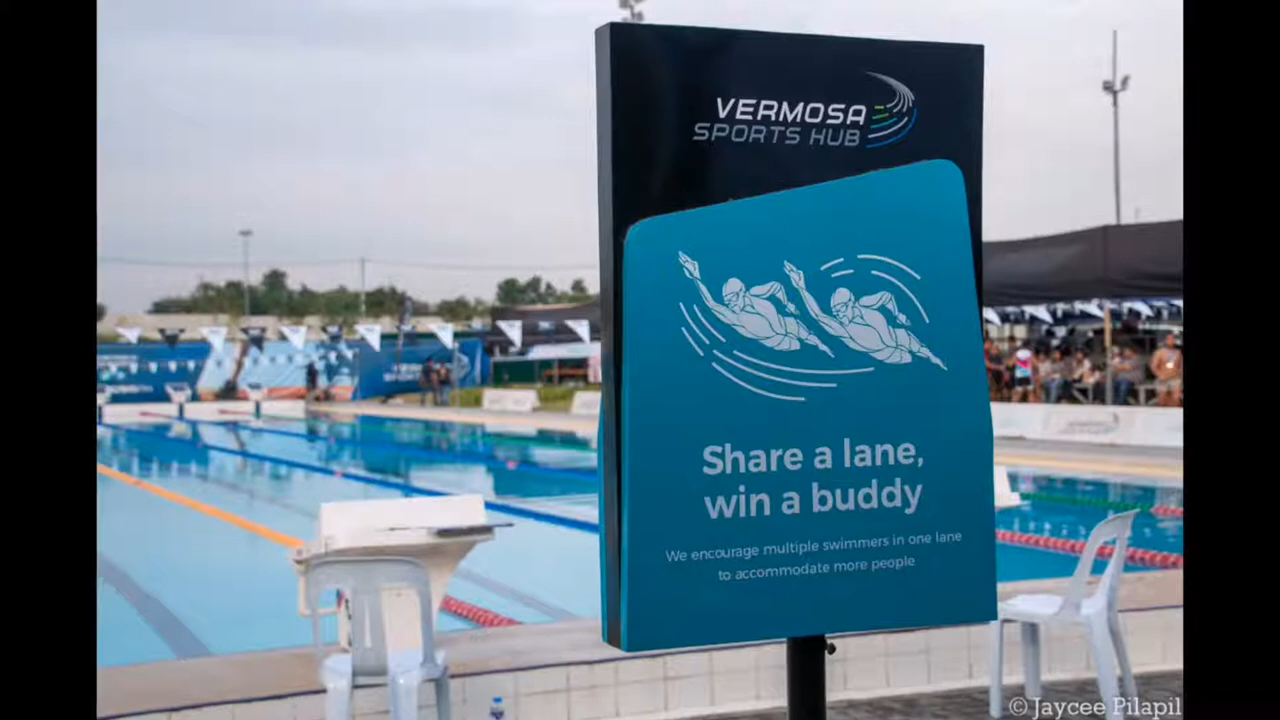 VERMOSA
SPORTS HUB
Share a lane,
win a buddy
We encourage multiple swimmers in one lane
to accommodate more people
© Jaycee Pilapil